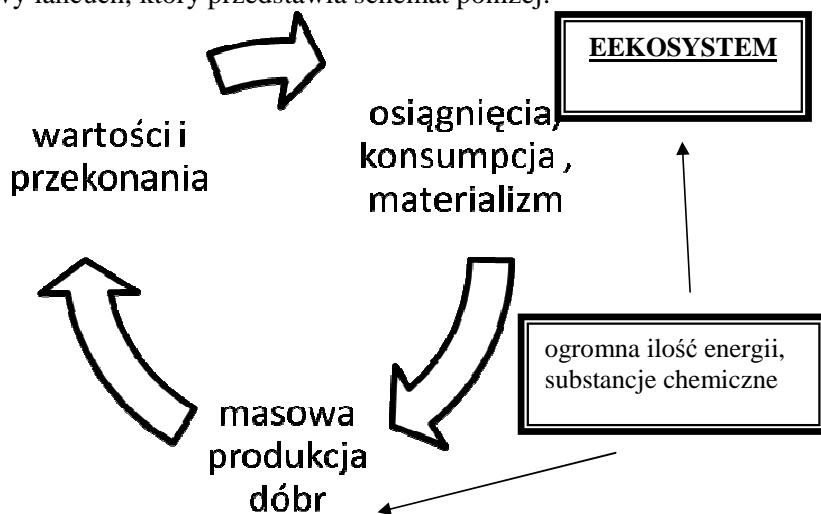 łańcuch, który przedstawia schemat poniżej:
EEKOSYSTEM
osiągnięcia,
konsumpcja ,
materializm
wartości i
przekonania
ogromna ilość energii,
substancje chemiczne
masowa
produkcja
dóbr